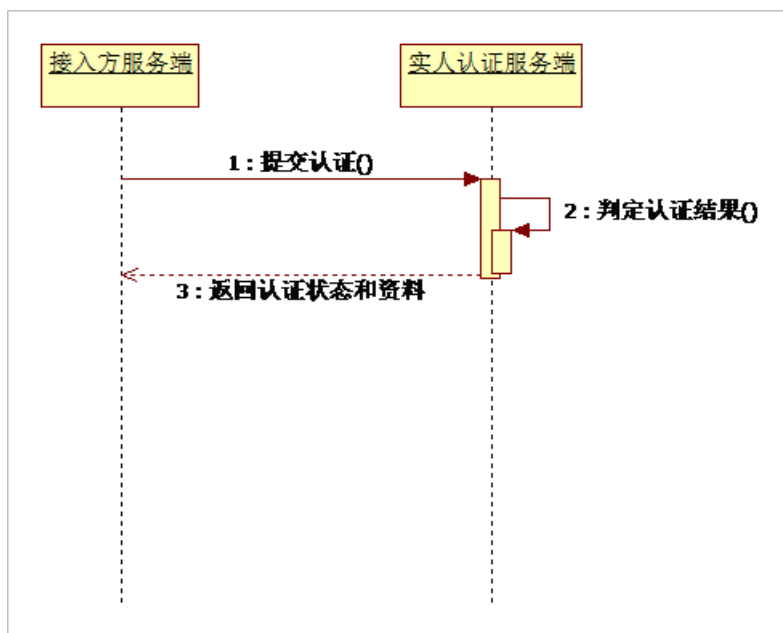 接入方服务端
实人认证服务端
1 : 提交认证()
2 : 判定认证结果()
3 : 返回认证状态和资料